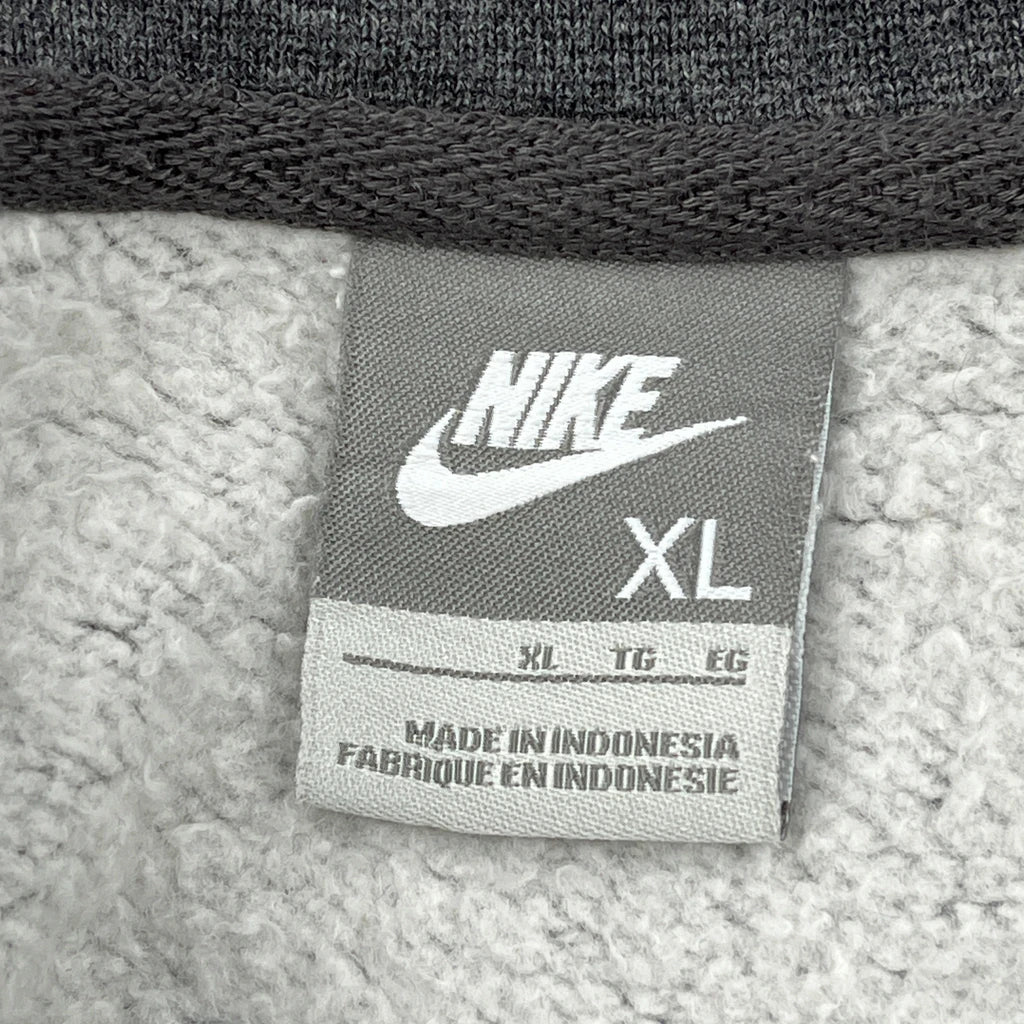 NIKE
XL
XL TG EG
MADE IN INDONESIA
FABRIQUE EN INDONESIE